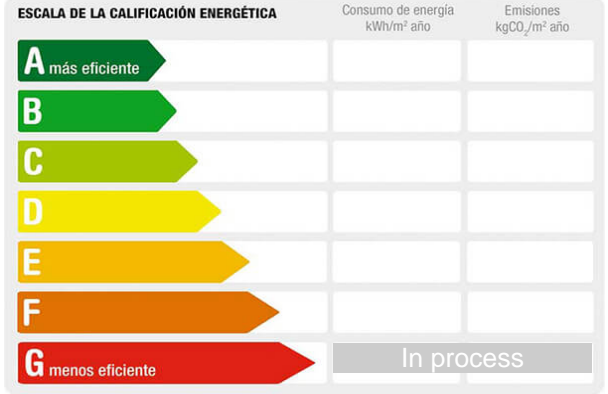 ESCALA DE LA CALIFICACIÓN ENERGÉTICA
Consumo de energía
kWh/m² año
Emisiones
kgCO₂/m² año
A más eficiente
B
C
D
E
F
G menos eficiente
In process